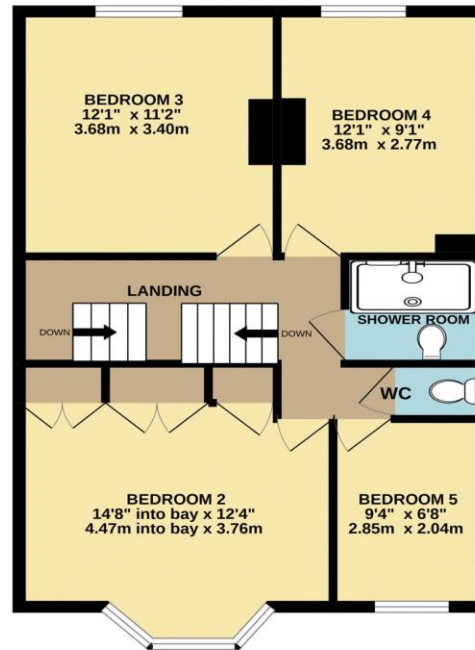 BEDROOM 3
12'1" x 11'2"
3.68m x 3.40m
BEDROOM 4
12'1" x 9'1"
3.68m x 2.77m
LANDING
DOWN
DOWN
SHOWER ROOM
WC
BEDROOM 2
14'8" into bay x 12'4"
4.47m into bay x 3.76m
BEDROOM 5
9'4" x 6'8"
2.85m x 2.04m